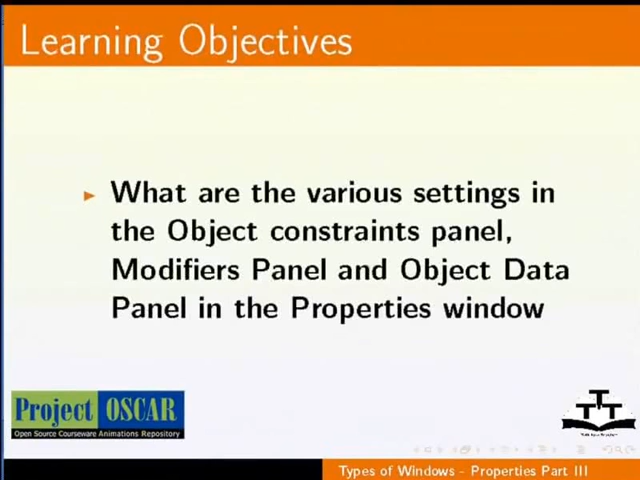 Learning Objectives
What are the various settings in
the Object constraints panel,
Modifiers Panel and Object Data
Panel in the Properties window
Project OSCAR
Open Source Courseware Animations Repository
TTT
Types of Windows - Properties Part III